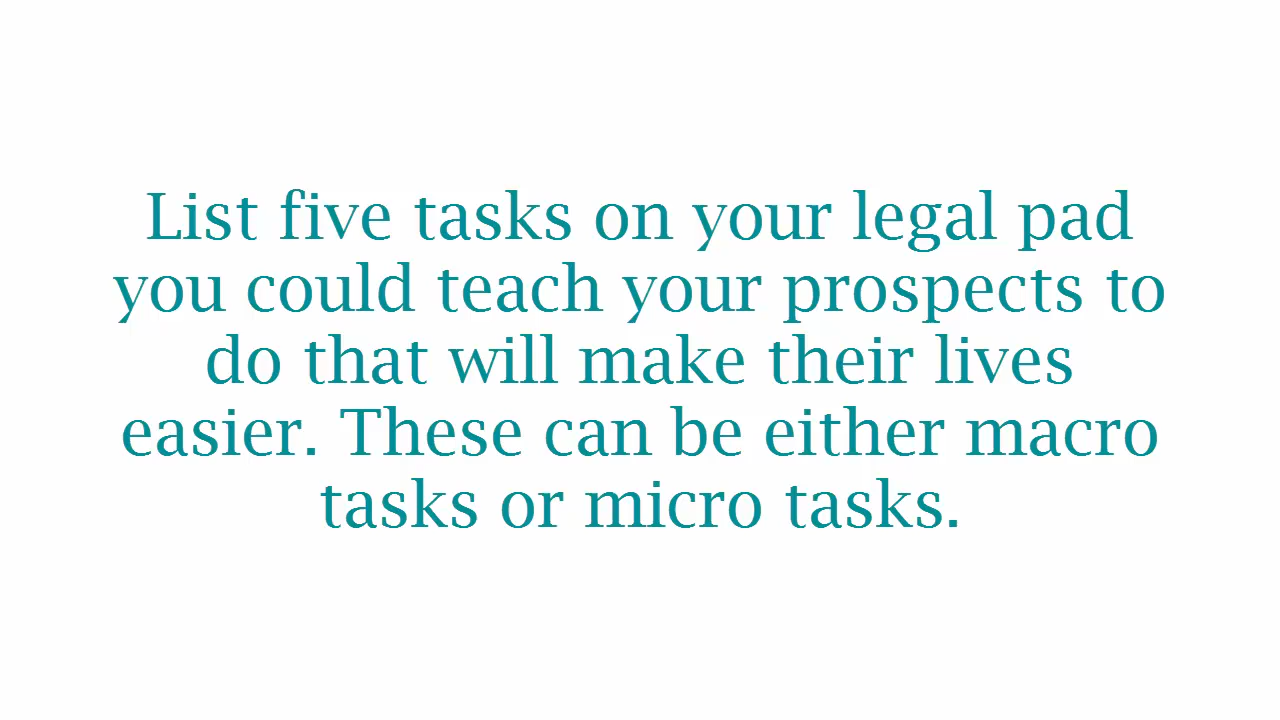 List five tasks on your legal pad
you could teach your prospects to
do that will make their lives
easier. These can be either macro
tasks or micro tasks.